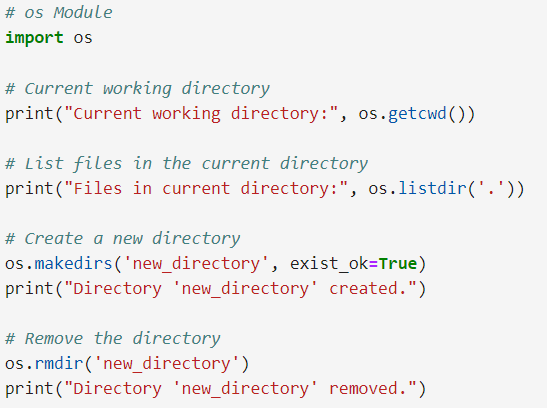 # os Module
import os
# Current working directory
print("Current working directory:", os.getcwd())
# List files in the current directory
print("Files in current directory:", os.listdir('.'))
# Create a new directory
os.makedirs('new_directory', exist_ok=True)
print("Directory 'new_directory' created.")
# Remove the directory
os.rmdir('new_directory')
print("Directory 'new_directory' removed.")